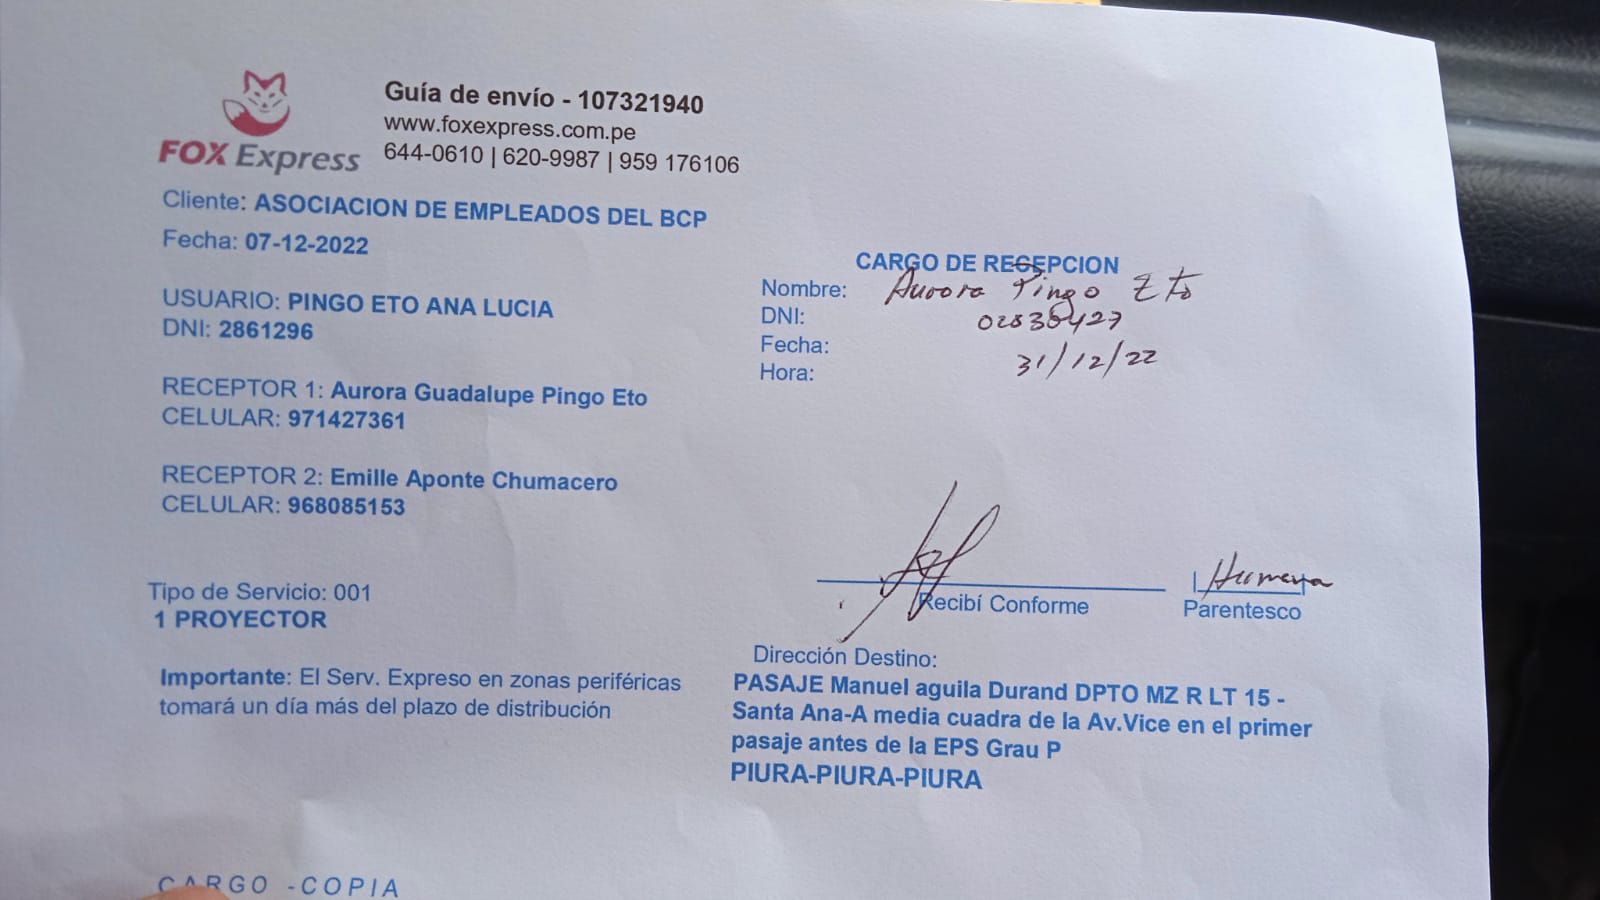 FOX Express
Guía de envío - 107321940
www.foxexpress.com.pe
644-0610 | 620-9987 | 959 176106
Cliente: ASOCIACION DE EMPLEADOS DEL BCP
Fecha: 07-12-2022
USUARIO: PINGO ETO ANA LUCIA
DNI: 2861296
RECEPTOR 1: Aurora Guadalupe Pingo Eto
CELULAR: 971427361
RECEPTOR 2: Emille Aponte Chumacero
CELULAR: 968085153
Tipo de Servicio: 001
1 PROYECTOR
Importante: El Serv. Expreso en zonas periféricas
tomará un día más del plazo de distribución
CARGO DE RECEPCION
Nombre: Aurora Pingo Eto
DNI: 02830427
Fecha: 31/12/22
Hora:
Recibí Conforme
Hermana
Parentesco
Dirección Destino:
PASAJE Manuel aguila Durand DPTO MZ R LT 15 -
Santa Ana-A media cuadra de la Av.Vice en el primer
pasaje antes de la EPS Grau P
PIURA-PIURA-PIURA
CARGO - COPIA